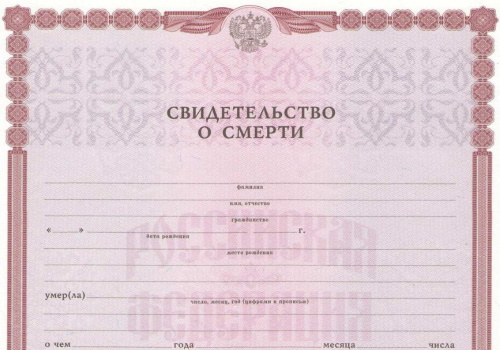 СВИДЕТЕЛЬСТВО
О СМЕРТИ
фамилия
имя, отчество
гражданство
« » г.
дата рождения
место рождения
умер(ла)
число, месяц, год (цифрами и прописью)
РОССИЙСКАЯ
ФЕДЕРАЦИЯ
о чем года месяца числа